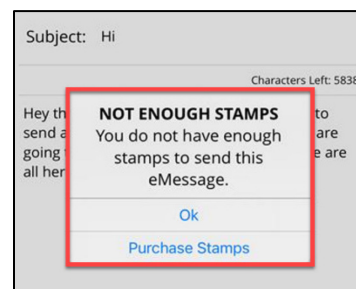 Subject: Hi
Characters Left: 5838
Hey th
NOT ENOUGH STAMPS
to
send a
You do not have enough
are
going
stamps to send this
e are
all her
eMessage.
Ok
Purchase Stamps